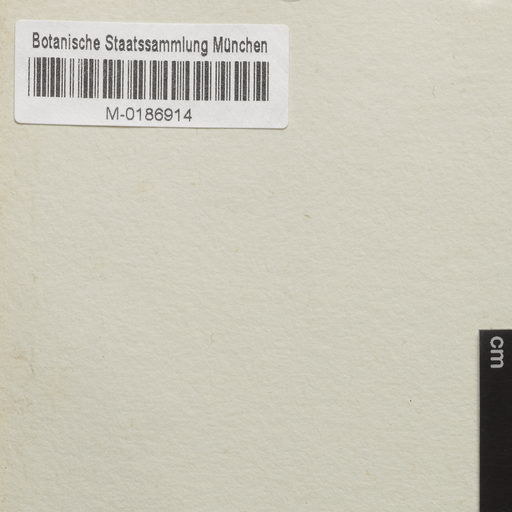 Botanische Staatssammlung München
M-0186914
cm